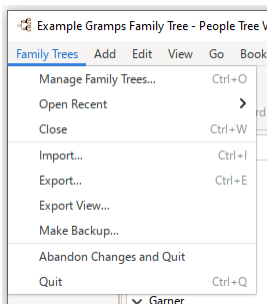 Example Gramps Family Tree - People Tree
Family Trees Add Edit View Go Book
Manage Family Trees... Ctrl+O
Open Recent
Close Ctrl+W
Import... Ctrl+I
Export... Ctrl+E
Export View...
Make Backup...
Abandon Changes and Quit
Quit Ctrl+Q
Garner